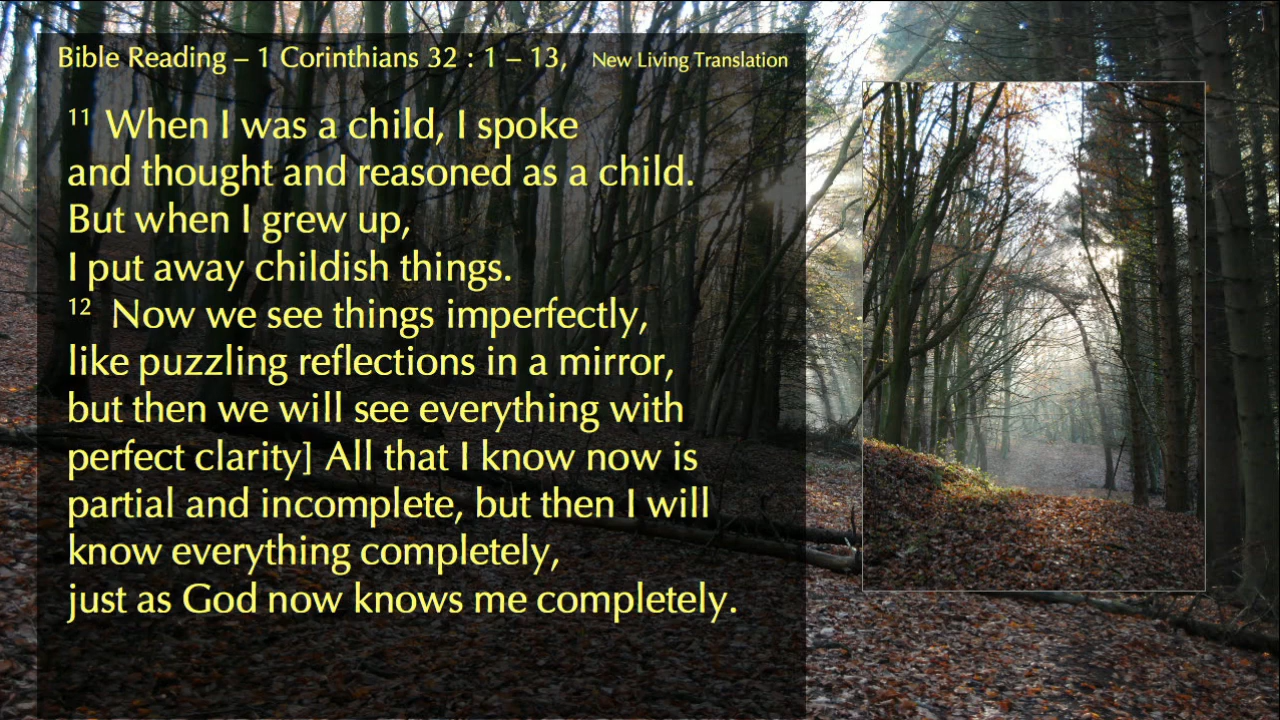 Bible Reading – 1 Corinthians 32 : 1 – 13, New Living Translation
11 When I was a child, I spoke
and thought and reasoned as a child.
But when I grew up,
I put away childish things.
12 Now we see things imperfectly,
like puzzling reflections in a mirror,
but then we will see everything with
perfect clarity] All that I know now is
partial and incomplete, but then I will
know everything completely,
just as God now knows me completely.